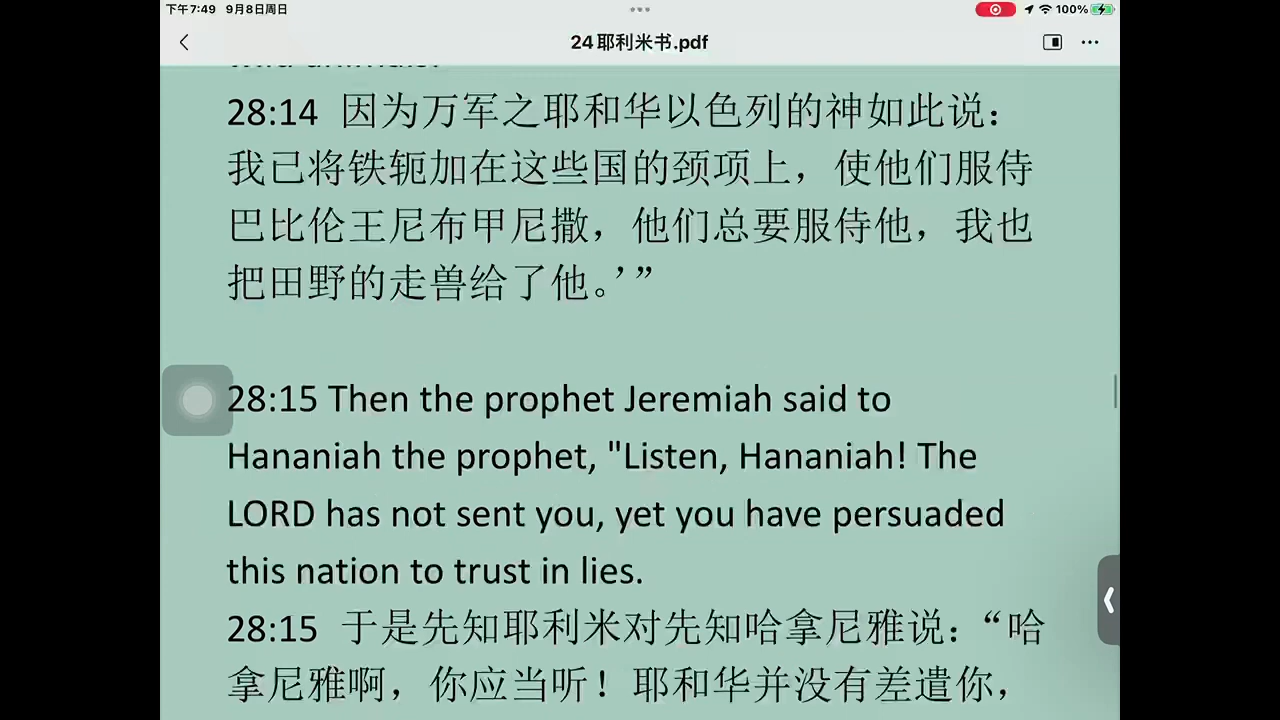 下午7:49 9月8日周日
100%
24耶利米书.pdf
28:14 因为万军之耶和华以色列的神如此说：
我已将铁轭加在这些国的颈项上，使他们服侍
巴比伦王尼布甲尼撒，他们总要服侍他，我也
把田野的走兽给了他。’”
28:15 Then the prophet Jeremiah said to
Hananiah the prophet, "Listen, Hananiah! The
LORD has not sent you, yet you have persuaded
this nation to trust in lies.
28:15 于是先知耶利米对先知哈拿尼雅说：“哈
拿尼雅啊，你应当听！耶和华并没有差遣你，